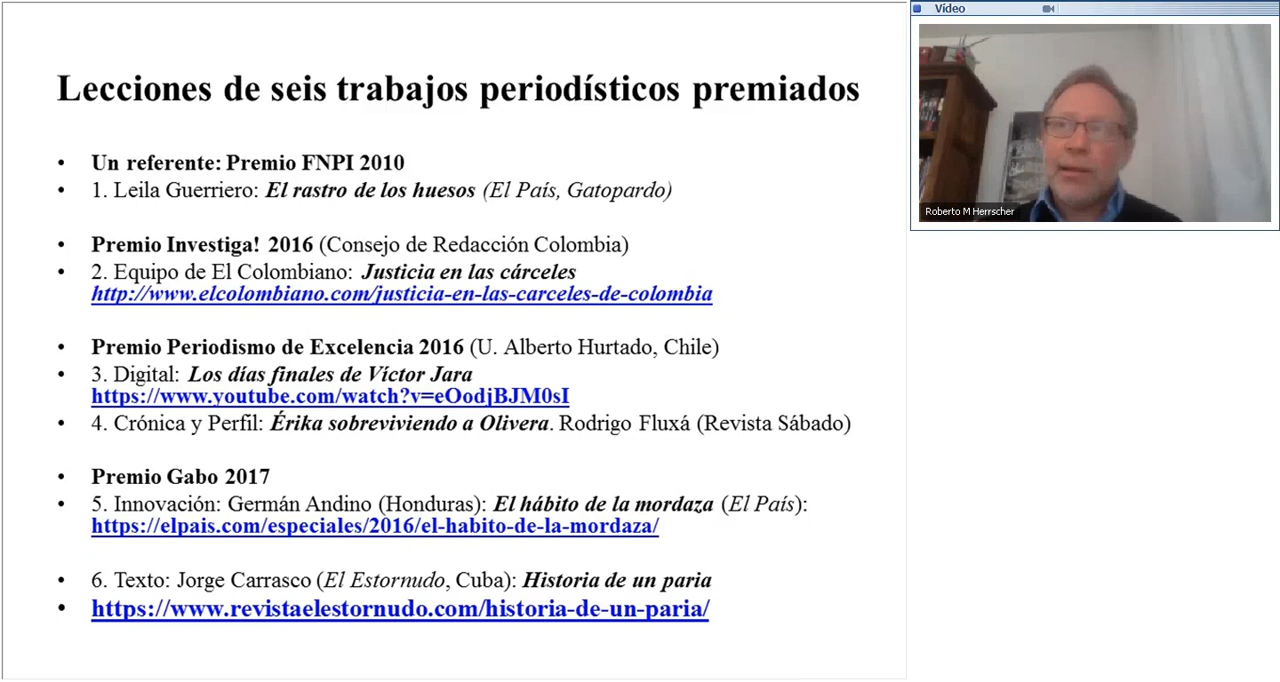 Lecciones de seis trabajos periodísticos premiados
• Un referente: Premio FNPI 2010
• 1. Leila Guerriero: El rastro de los huesos (El País, Gatopardo)
• Premio Investiga! 2016 (Consejo de Redacción Colombia)
• 2. Equipo de El Colombiano: Justicia en las cárceles
http://www.elcolombiano.com/justicia-en-las-carceles-de-colombia
• Premio Periodismo de Excelencia 2016 (U. Alberto Hurtado, Chile)
• 3. Digital: Los días finales de Víctor Jara
https://www.youtube.com/watch?v=eOodjBJM0sI
• 4. Crónica y Perfil: Érika sobreviviendo a Olivera. Rodrigo Fluxá (Revista Sábado)
• Premio Gabo 2017
• 5. Innovación: Germán Andino (Honduras): El hábito de la mordaza (El País):
https://elpais.com/especiales/2016/el-habito-de-la-mordaza/
• 6. Texto: Jorge Carrasco (El Estornudo, Cuba): Historia de un paria
• https://www.revistaelestornudo.com/historia-de-un-paria/
Vídeo
Roberto M Herrscher